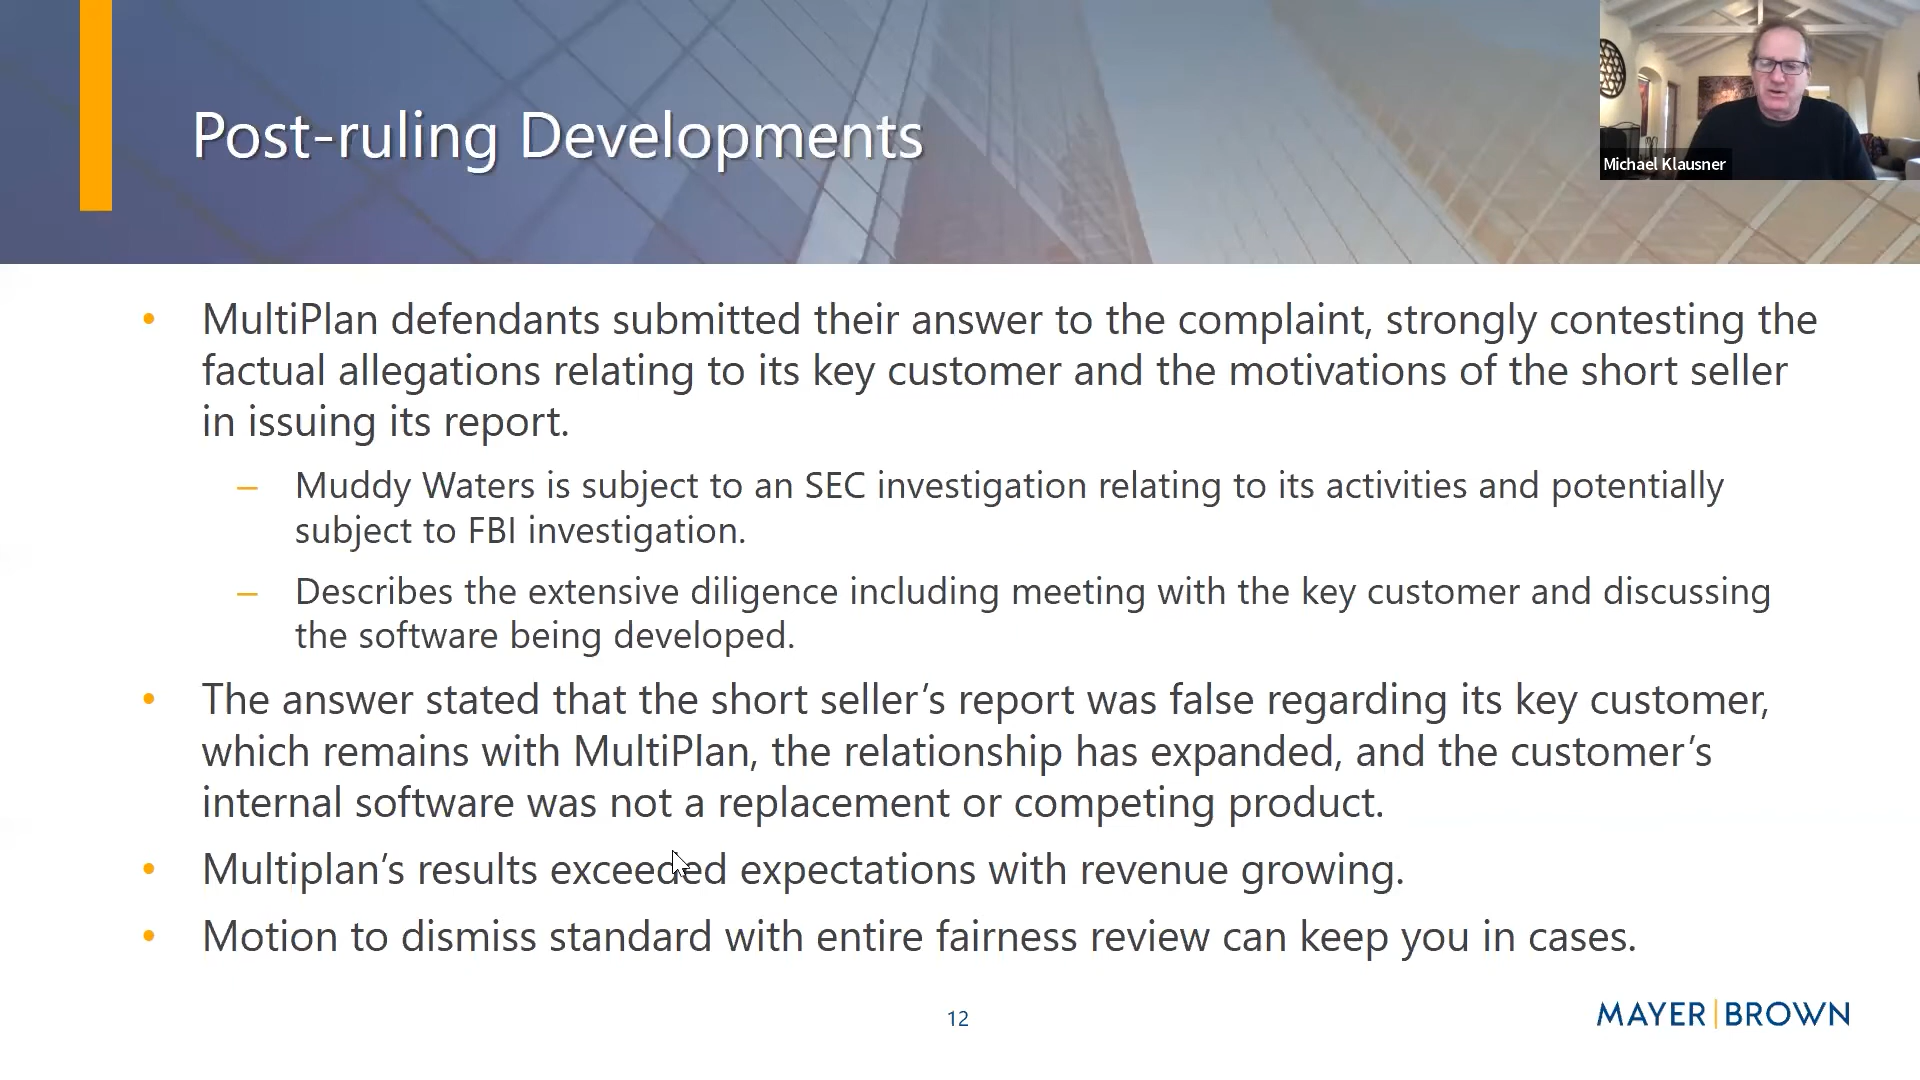 Post-ruling Developments
Michael Klausner
• MultiPlan defendants submitted their answer to the complaint, strongly contesting the
factual allegations relating to its key customer and the motivations of the short seller
in issuing its report.
– Muddy Waters is subject to an SEC investigation relating to its activities and potentially
subject to FBI investigation.
– Describes the extensive diligence including meeting with the key customer and discussing
the software being developed.
• The answer stated that the short seller’s report was false regarding its key customer,
which remains with MultiPlan, the relationship has expanded, and the customer’s
internal software was not a replacement or competing product.
• Multiplan’s results exceeded expectations with revenue growing.
• Motion to dismiss standard with entire fairness review can keep you in cases.
12
MAYER | BROWN